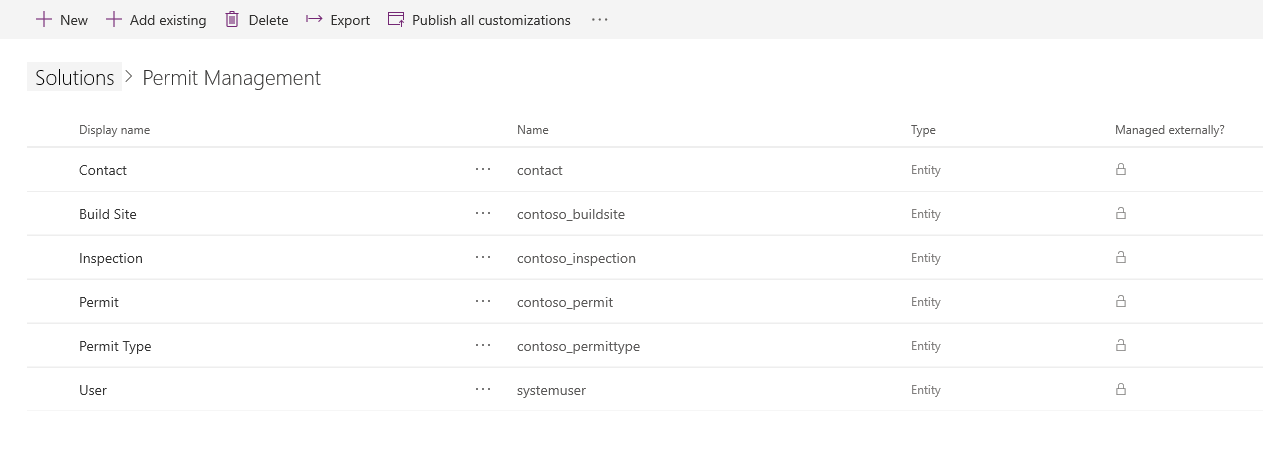 New Add existing Delete Export Publish all customizations ···
Solutions > Permit Management
Display name Name Type Managed externally?
Contact ··· contact Entity
Build Site ··· contoso_buildsite Entity
Inspection ··· contoso_inspection Entity
Permit ··· contoso_permit Entity
Permit Type ··· contoso_permittype Entity
User ··· systemuser Entity